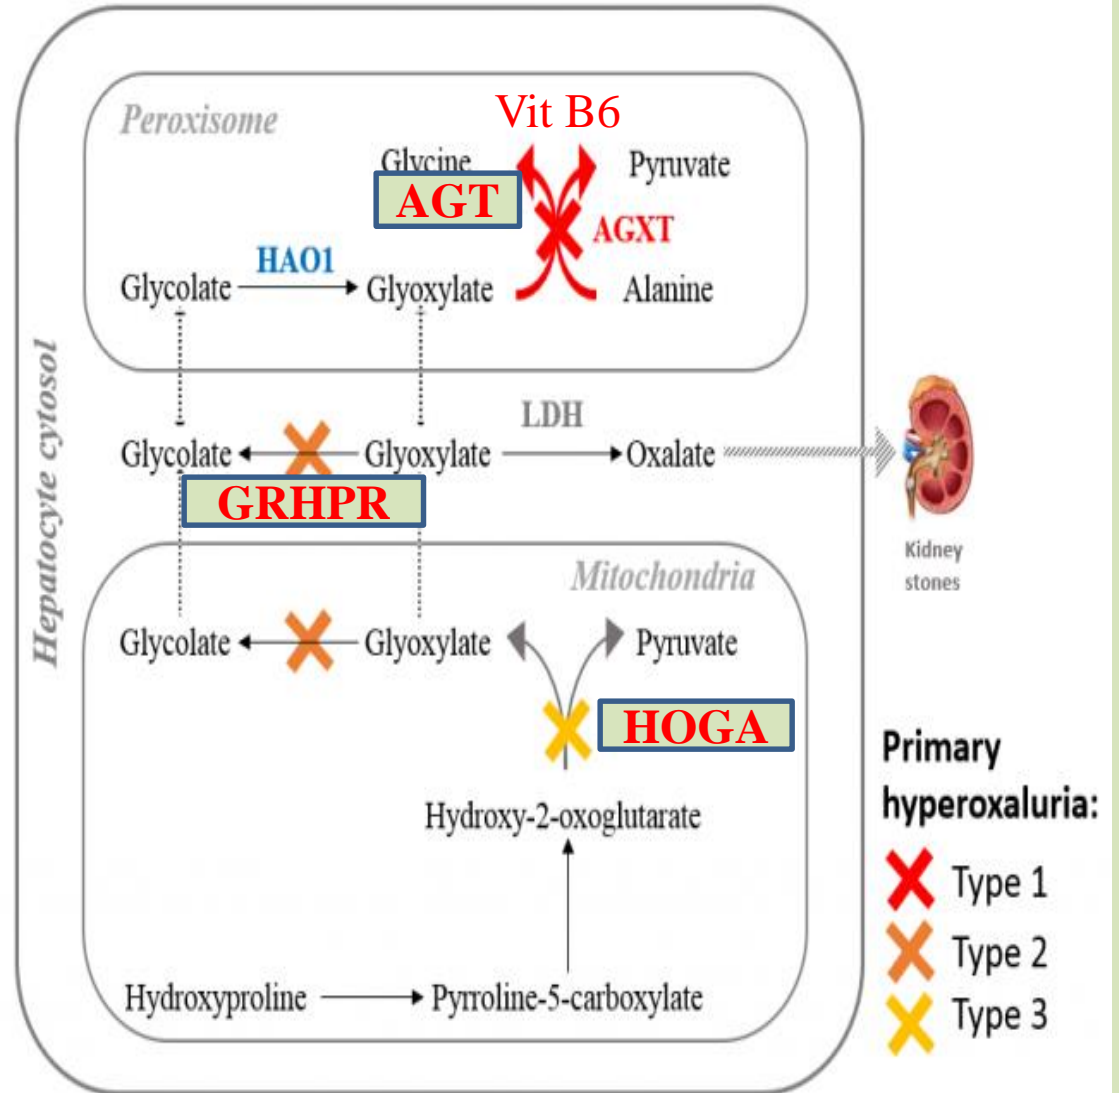 Peroxisome
Vit B6
Glycine
Pyruvate
AGT
AGXT
HAO1
Glycolate
Glyoxylate
Alanine
Hepatocyte cytosol
LDH
Glycolate
Glyoxylate
Oxalate
GRHPR
Kidney
stones
Mitochondria
Glycolate
Glyoxylate
Pyruvate
HOGA
Hydroxy-2-oxoglutarate
Hydroxyproline
Pyrroline-5-carboxylate
Primary
hyperoxaluria:
Type 1
Type 2
Type 3